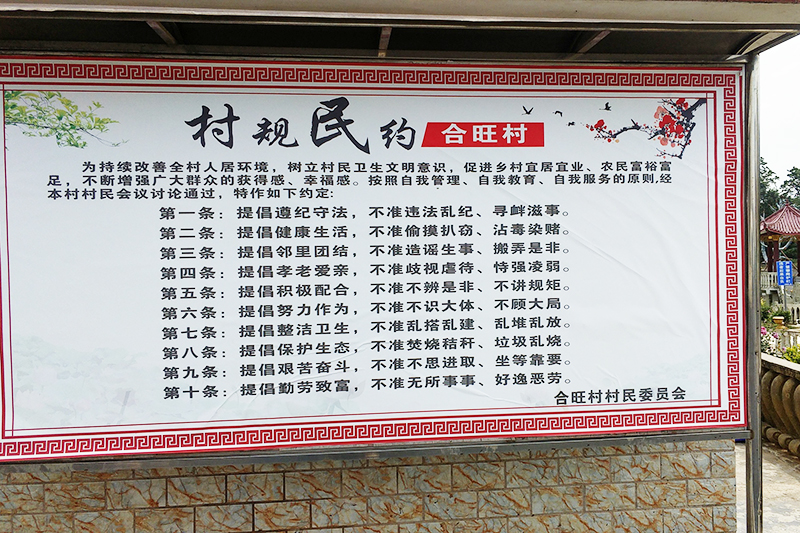 村规民约 合旺村
为持续改善全村人居环境，树立村民卫生文明意识，促进乡村宜居宜业、农民富裕富
足，不断增强广大群众的获得感、幸福感。按照自我管理、自我教育、自我服务的原则,经
本村村民会议讨论通过，特作如下约定:
第一条：提倡遵纪守法，不准违法乱纪、寻衅滋事。
第二条：提倡健康生活，不准偷摸扒窃、沾毒染赌。
第三条：提倡邻里团结，不准造谣生事、搬弄是非。
第四条：提倡孝老爱亲，不准歧视虐待、恃强凌弱。
第五条：提倡积极配合，不准不辨是非、不讲规矩。
第六条：提倡努力作为，不准不识大体、不顾大局。
第七条：提倡整洁卫生，不准乱搭乱建、乱堆乱放。
第八条：提倡保护生态，不准焚烧秸秆、垃圾乱烧。
第九条：提倡艰苦奋斗，不准不思进取、坐等靠要。
第十条：提倡勤劳致富，不准无所事事、好逸恶劳。
合旺村村民委员会